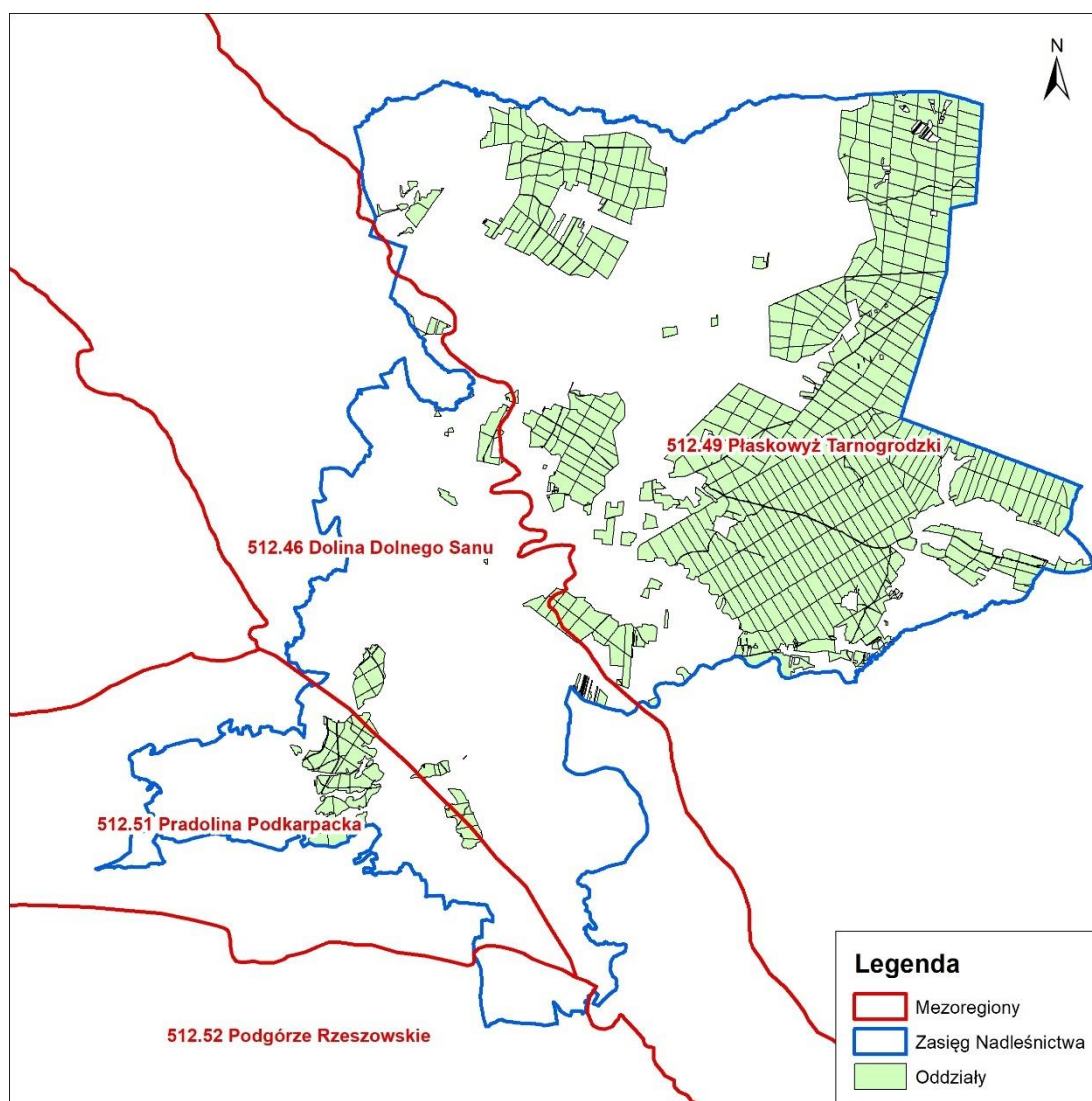 N
512.49 Płaskowyż Tarnogrodzki
512.46 Dolina Dolnego Sanu
512.51 Pradolina Podkarpacka
512.52 Podgórze Rzeszowskie
Legenda
Mezoregiony
Zasięg Nadleśnictwa
Oddziały